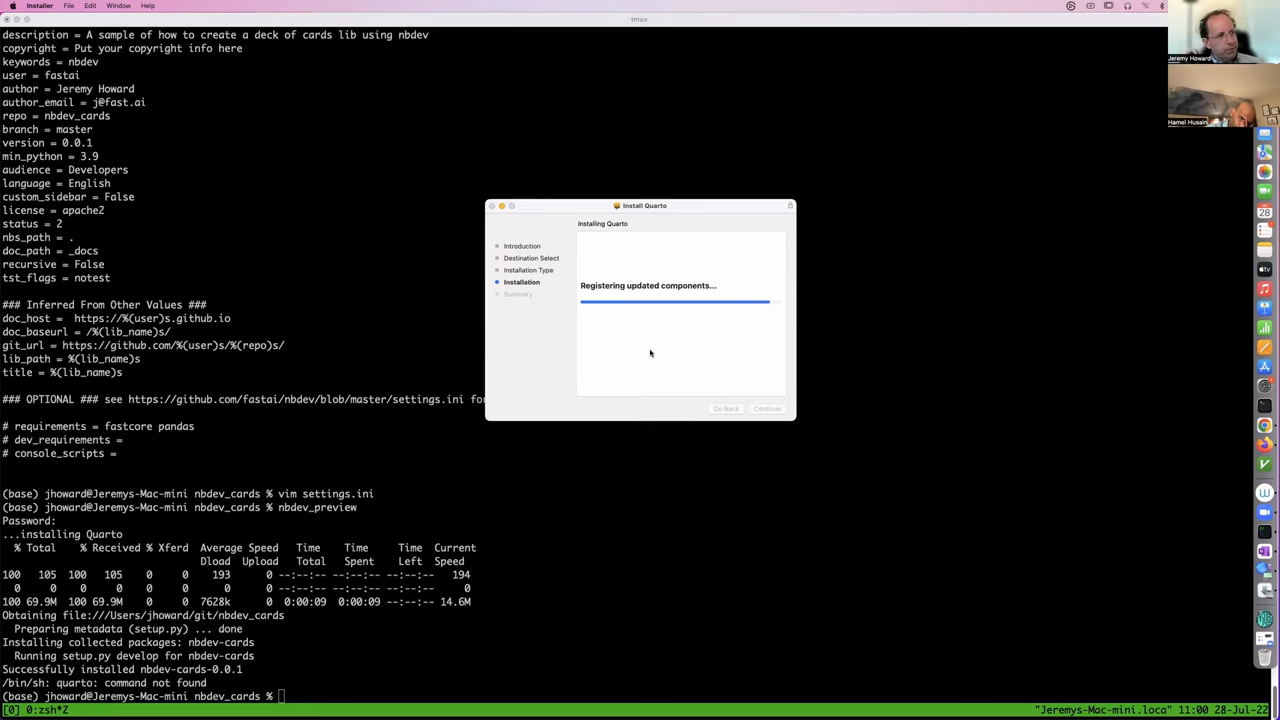 Installer File Edit Window Help
tmux
Jeremy Howard
Hamel Husain
description = A sample of how to create a deck of cards lib using nbdev
copyright = Put your copyright info here
keywords = nbdev
user = fastai
author = Jeremy Howard
author_email = j@fast.ai
repo = nbdev_cards
branch = master
version = 0.0.1
min_python = 3.9
audience = Developers
language = English
custom_sidebar = False
license = apache2
status = 2
nbs_path = .
doc_path = _docs
recursive = False
tst_flags = notest
### Inferred From Other Values ###
doc_host = https://%(user)s.github.io
doc_baseurl = /%(lib_name)s/
git_url = https://github.com/%(user)s/%(repo)s/
lib_path = %(lib_name)s
title = %(lib_name)s
### OPTIONAL ### see https://github.com/fastai/nbdev/blob/master/settings.ini fo
# requirements = fastcore pandas
# dev_requirements =
# console_scripts =
(base) jhoward@Jeremys-Mac-mini nbdev_cards % vim settings.ini
(base) jhoward@Jeremys-Mac-mini nbdev_cards % nbdev_preview
Password:
...installing Quarto
% Total % Received % Xferd Average Speed Time Time Time Current
Dload Upload Total Spent Left Speed
100 105 100 105 0 0 193 0 --:--:-- --:--:-- --:--:-- 194
0 0 0 0 0 0 0 0 --:--:-- --:--:-- --:--:-- 0
100 69.9M 100 69.9M 0 0 7628k 0 0:00:09 0:00:09 --:--:-- 14.6M
Obtaining file:///Users/jhoward/git/nbdev_cards
Preparing metadata (setup.py) ... done
Installing collected packages: nbdev-cards
Running setup.py develop for nbdev-cards
Successfully installed nbdev-cards-0.0.1
/bin/sh: quarto: command not found
(base) jhoward@Jeremys-Mac-mini nbdev_cards %
[0] 0:zsh*Z "Jeremys-Mac-mini.loca" 11:00 28-Jul-22
Install Quarto
Installing Quarto
Introduction
Destination Select
Installation Type
Installation
Summary
Registering updated components...
Go Back Continue
28
tv